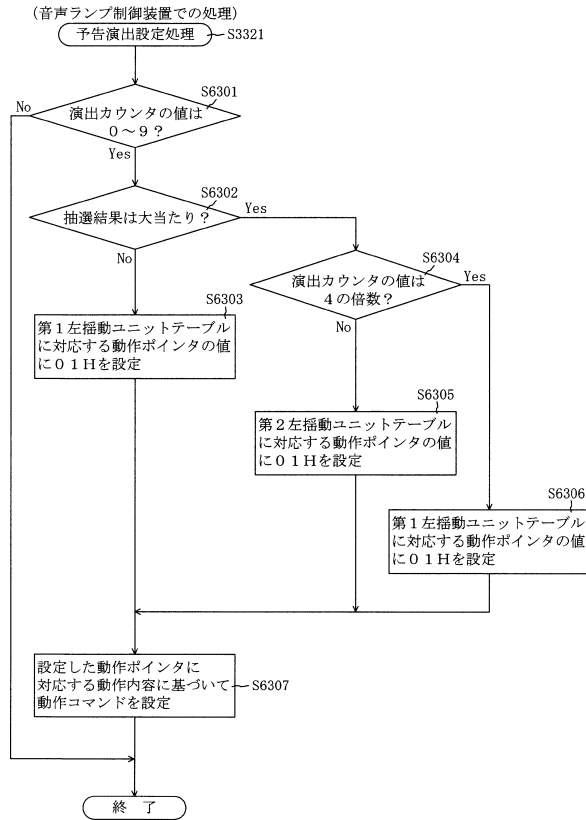 (音声ランプ制御装置での処理)
予告演出設定処理
S3321
S6301
No
演出カウンタの値は
0～9?
Yes
S6302
抽選結果は大当たり?
Yes
No
S6304
演出カウンタの値は
4の倍数?
Yes
No
S6303
第1左揺動ユニットテーブル
に対応する動作ポインタの値
に01Hを設定
S6305
第2左揺動ユニットテーブル
に対応する動作ポインタの値
に01Hを設定
S6306
第1左揺動ユニットテーブル
に対応する動作ポインタの値
に01Hを設定
設定した動作ポインタに
対応する動作内容に基づいて
動作コマンドを設定
S6307
終了